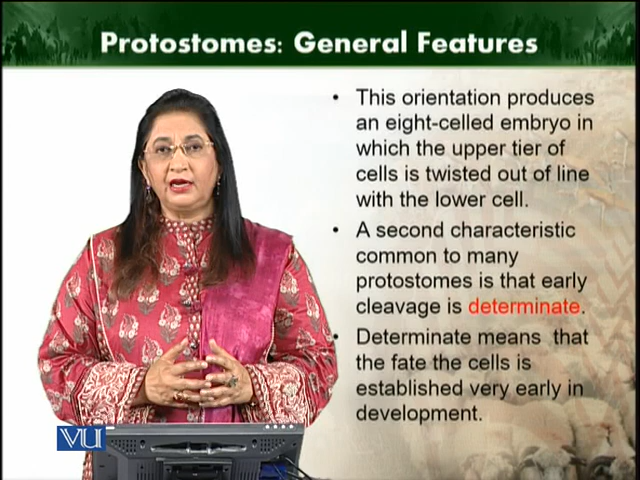 Protostomes: General Features
• This orientation produces
an eight-celled embryo in
which the upper tier of
cells is twisted out of line
with the lower cell.
• A second characteristic
common to many
protostomes is that early
cleavage is determinate.
• Determinate means that
the fate the cells is
established very early in
development.
VU